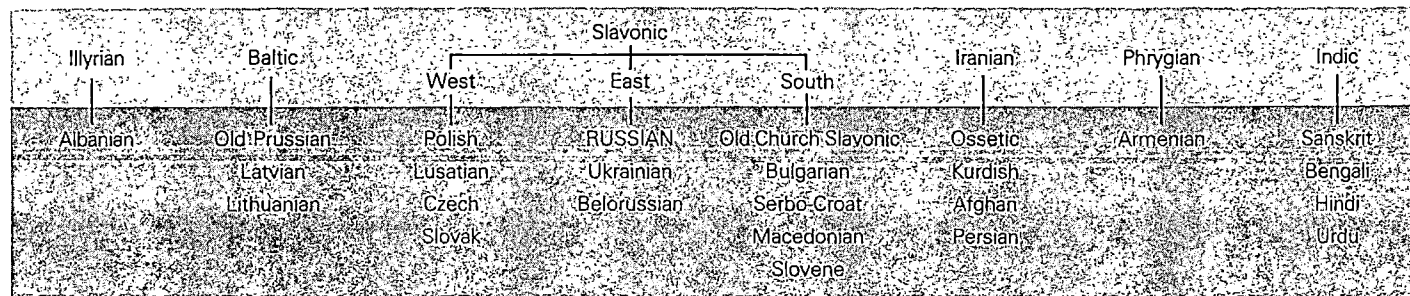 Slavonic
Illyrian Baltic Iranian Phrygian Indic
West East South
Albanian Old Prussian Polish RUSSIAN Old Church Slavonic Ossetic Armenian Sanskrit
Latvian Lusatian Ukrainian Bulgarian Kurdish Bengali
Lithuanian Czech Belorussian Serbo-Croat Afghan Hindi
Slovak Macedonian Persian Urdu
Slovene